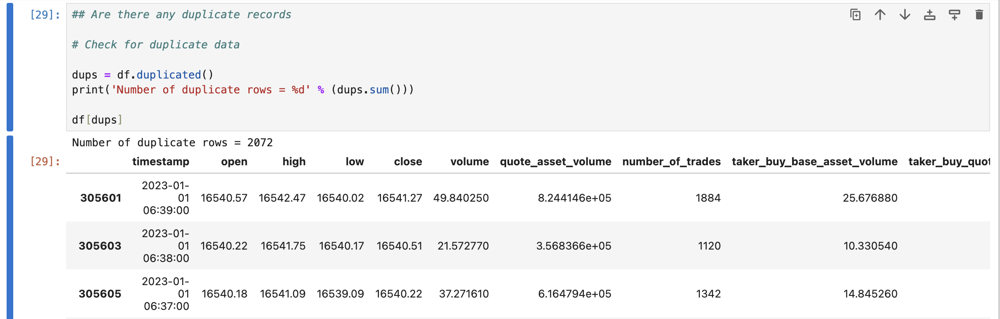 [29]: ## Are there any duplicate records
# Check for duplicate data
dups = df.duplicated()
print('Number of duplicate rows = %d' % (dups.sum()))
df[dups]
Number of duplicate rows = 2072
[29]: timestamp open high low close volume quote_asset_volume number_of_trades taker_buy_base_asset_volume taker_buy_quot
305601 2023-01-01 06:39:00 16540.57 16542.47 16540.02 16541.27 49.840250 8.244146e+05 1884 25.676880
305603 2023-01-01 06:38:00 16540.22 16541.75 16540.17 16540.51 21.572770 3.568366e+05 1120 10.330540
305605 2023-01-01 06:37:00 16540.18 16541.09 16539.09 16540.22 37.271610 6.164794e+05 1342 14.845260